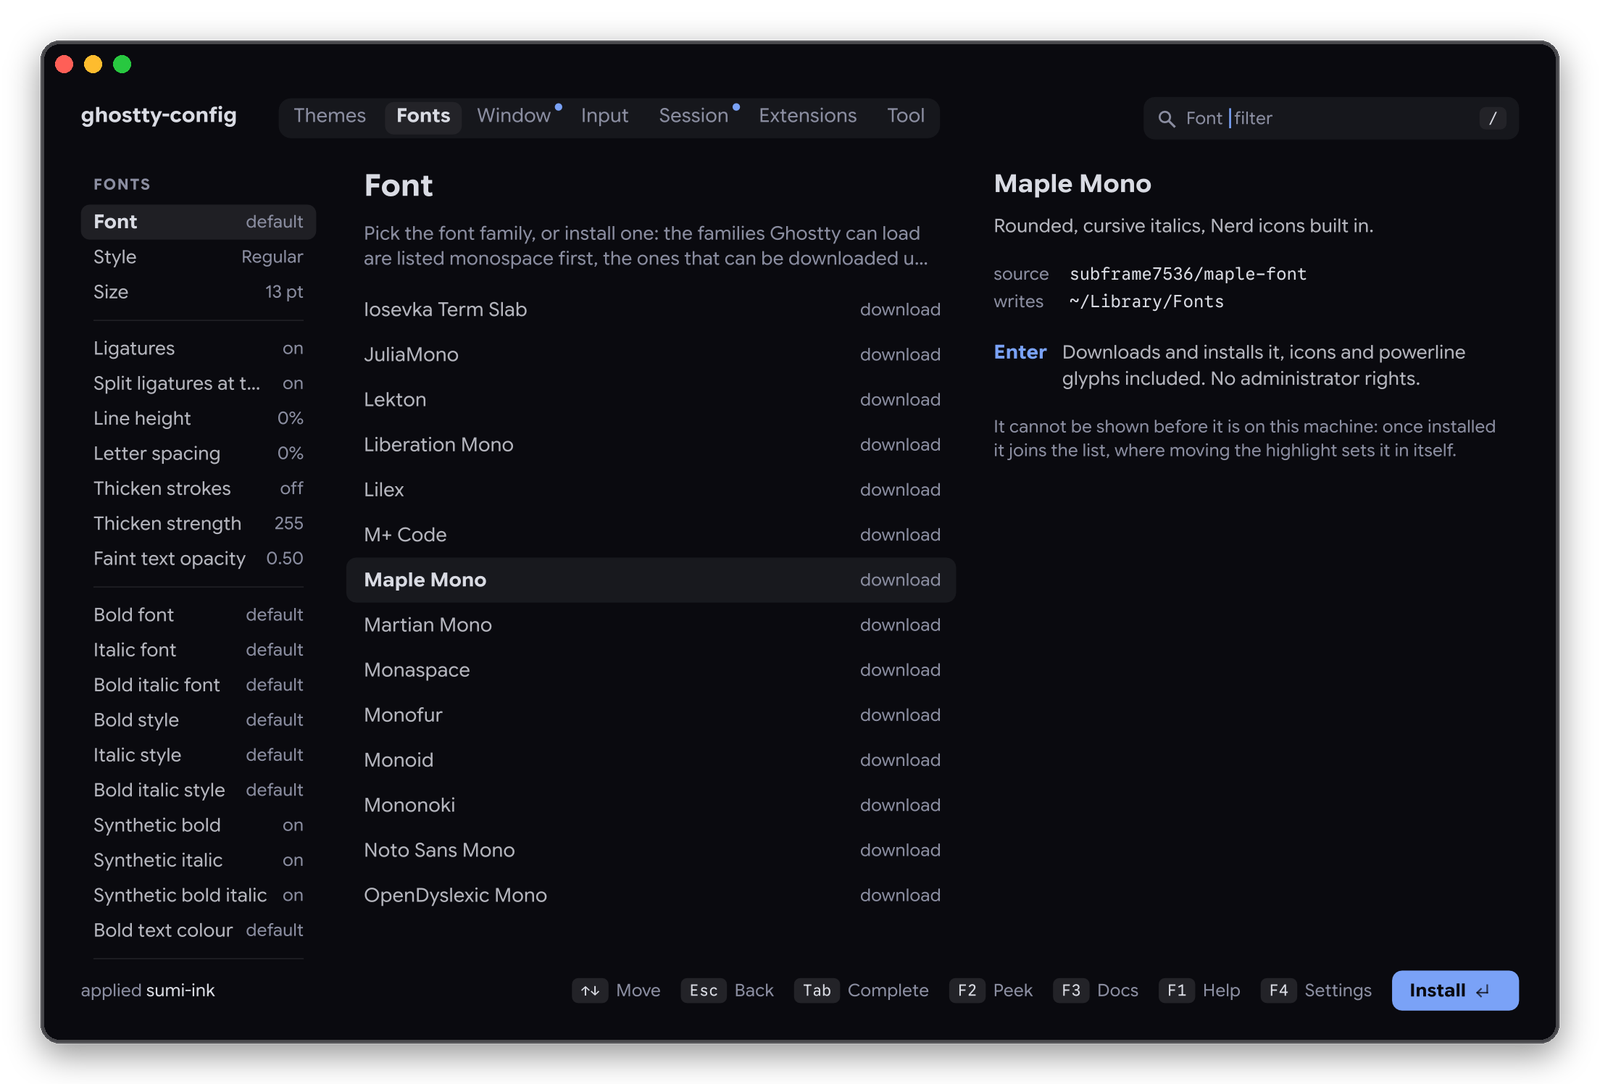 ghostty-config
Themes Fonts Window Input Session Extensions Tool
Font filter /
FONTS
Font default
Style Regular
Size 13 pt
Ligatures on
Split ligatures at t... on
Line height 0%
Letter spacing 0%
Thicken strokes off
Thicken strength 255
Faint text opacity 0.50
Bold font default
Italic font default
Bold italic font default
Bold style default
Italic style default
Bold italic style default
Synthetic bold on
Synthetic italic on
Synthetic bold italic on
Bold text colour default
Font
Pick the font family, or install one: the families Ghostty can load
are listed monospace first, the ones that can be downloaded u...
Iosevka Term Slab download
JuliaMono download
Lekton download
Liberation Mono download
Lilex download
M+ Code download
Maple Mono download
Martian Mono download
Monaspace download
Monofur download
Monoid download
Mononoki download
Noto Sans Mono download
OpenDyslexic Mono download
Maple Mono
Rounded, cursive italics, Nerd icons built in.
source subframe7536/maple-font
writes ~/Library/Fonts
Enter Downloads and installs it, icons and powerline
glyphs included. No administrator rights.
It cannot be shown before it is on this machine: once installed
it joins the list, where moving the highlight sets it in itself.
applied sumi-ink
↑↓ Move Esc Back Tab Complete F2 Peek F3 Docs F1 Help F4 Settings Install ↵